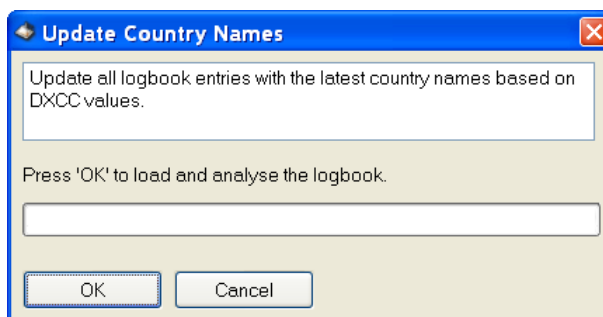 Update Country Names
Update all logbook entries with the latest country names based on
DXCC values.
Press 'OK' to load and analyse the logbook.
OK
Cancel